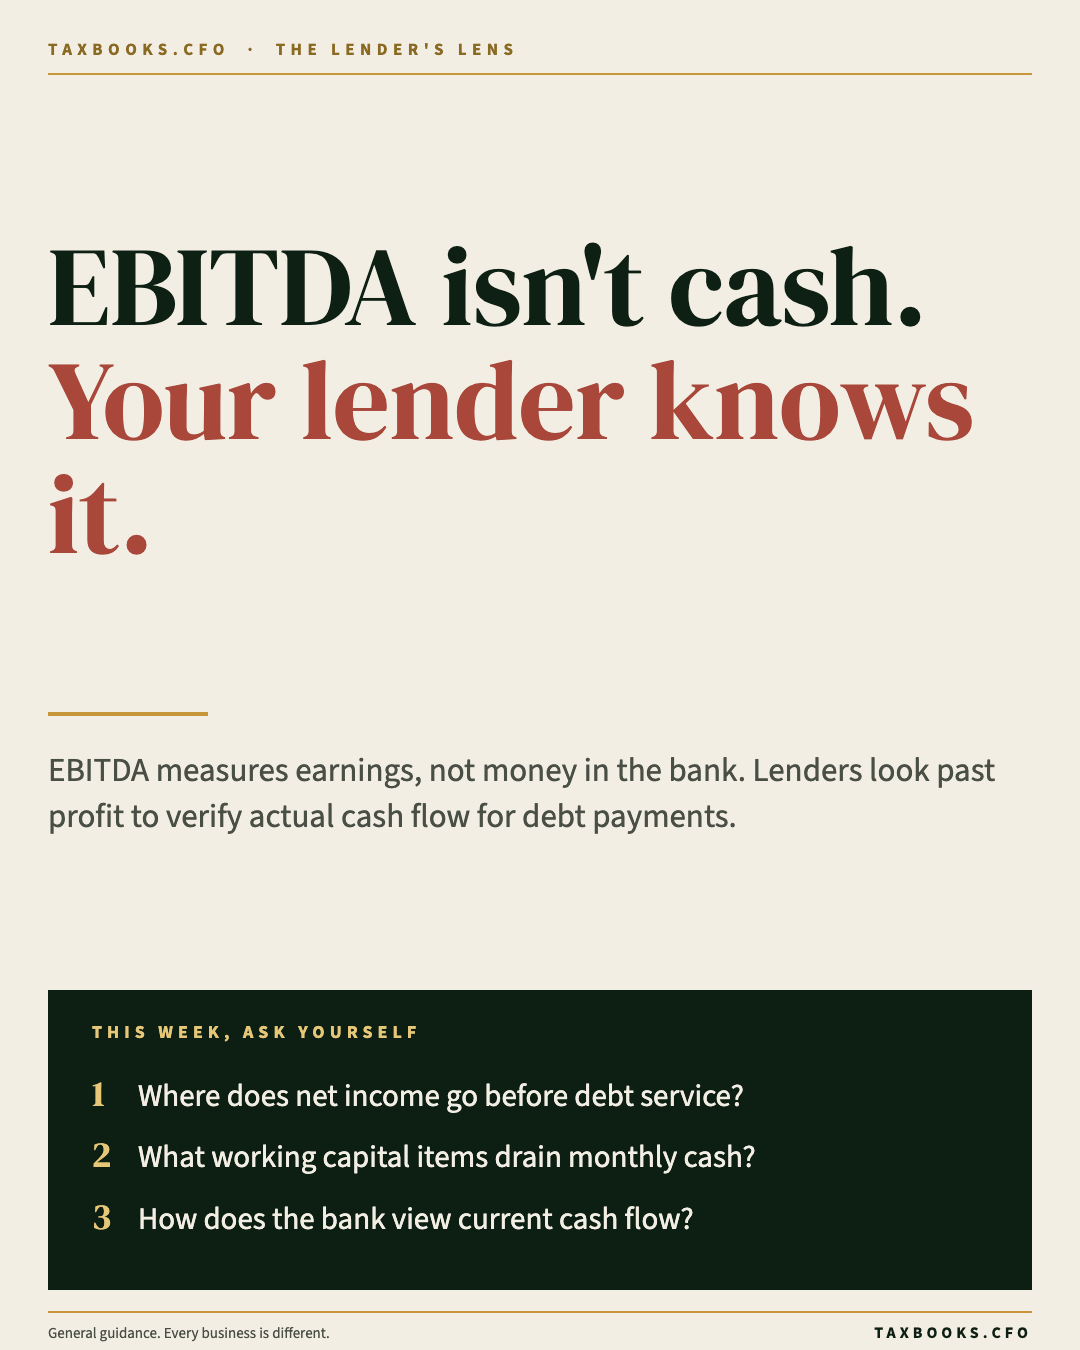 TAXBOOKS.CFO · THE LENDER'S LENS
EBITDA isn't cash.
Your lender knows
it.
EBITDA measures earnings, not money in the bank. Lenders look past
profit to verify actual cash flow for debt payments.
THIS WEEK, ASK YOURSELF
1 Where does net income go before debt service?
2 What working capital items drain monthly cash?
3 How does the bank view current cash flow?
General guidance. Every business is different.
TAXBOOKS.CFO